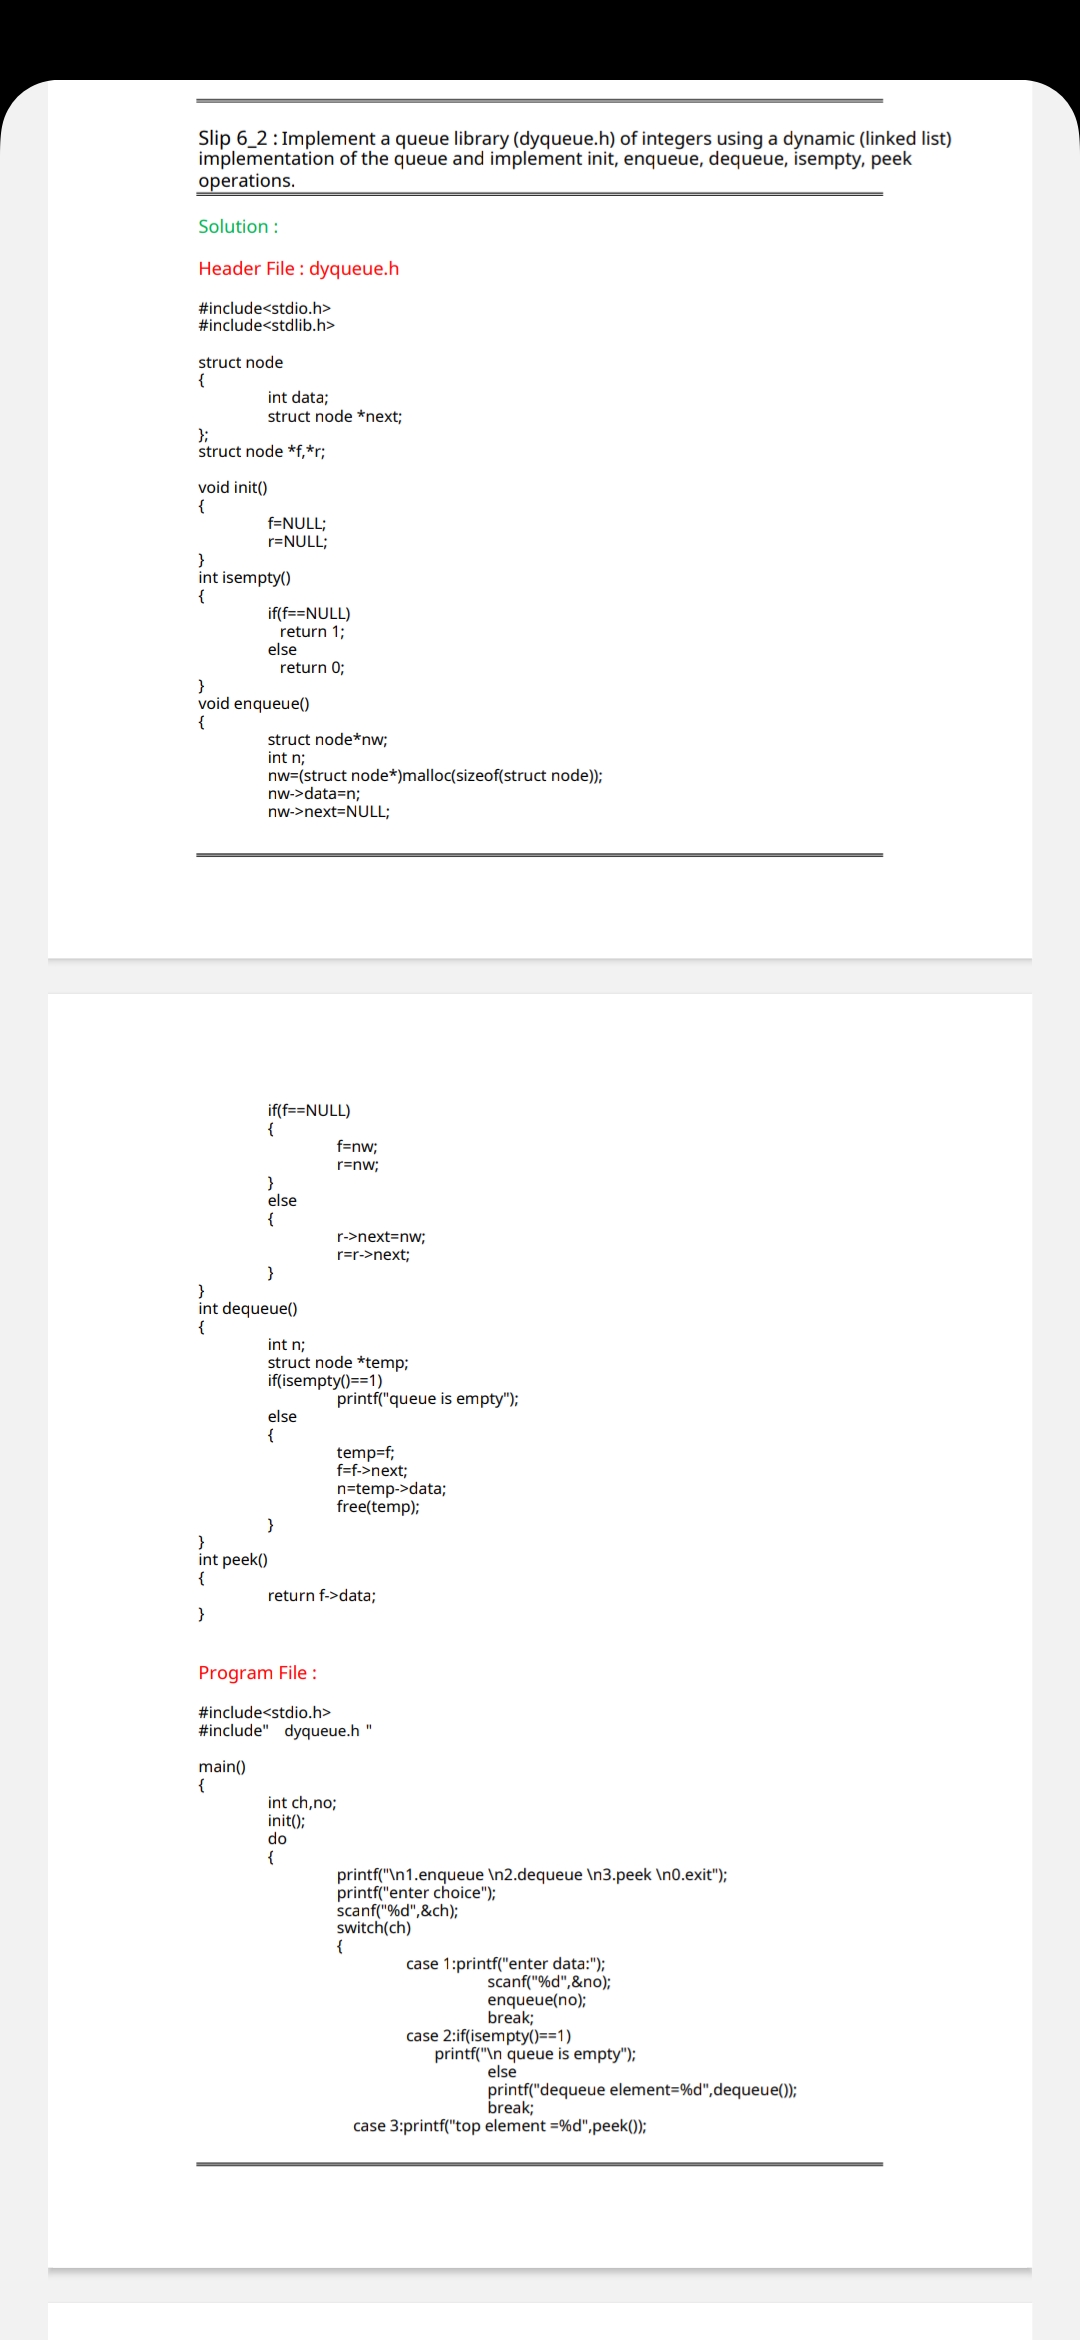 Slip 6_2 : Implement a queue library (dyqueue.h) of integers using a dynamic (linked list)
implementation of the queue and implement init, enqueue, dequeue, isempty, peek
operations.
Solution :
Header File : dyqueue.h
#include<stdio.h>
#include<stdlib.h>
struct node
{
int data;
struct node *next;
};
struct node *f,*r;
void init()
{
f=NULL;
r=NULL;
}
int isempty()
{
if(f==NULL)
return 1;
else
return 0;
}
void enqueue()
{
struct node*nw;
int n;
nw=(struct node*)malloc(sizeof(struct node));
nw->data=n;
nw->next=NULL;
if(f==NULL)
{
f=nw;
r=nw;
}
else
{
r->next=nw;
r=r->next;
}
}
int dequeue()
{
int n;
struct node *temp;
if(isempty()==1)
printf("queue is empty");
else
{
temp=f;
f=f->next;
n=temp->data;
free(temp);
}
}
int peek()
{
return f->data;
}
Program File :
#include<stdio.h>
#include" dyqueue.h "
main()
{
int ch,no;
init();
do
{
printf("\n1.enqueue \n2.dequeue \n3.peek \n0.exit");
printf("enter choice");
scanf("%d",&ch);
switch(ch)
{
case 1:printf("enter data:");
scanf("%d",&no);
enqueue(no);
break;
case 2:if(isempty()==1)
printf("\n queue is empty");
else
printf("dequeue element=%d",dequeue());
break;
case 3:printf("top element =%d",peek());